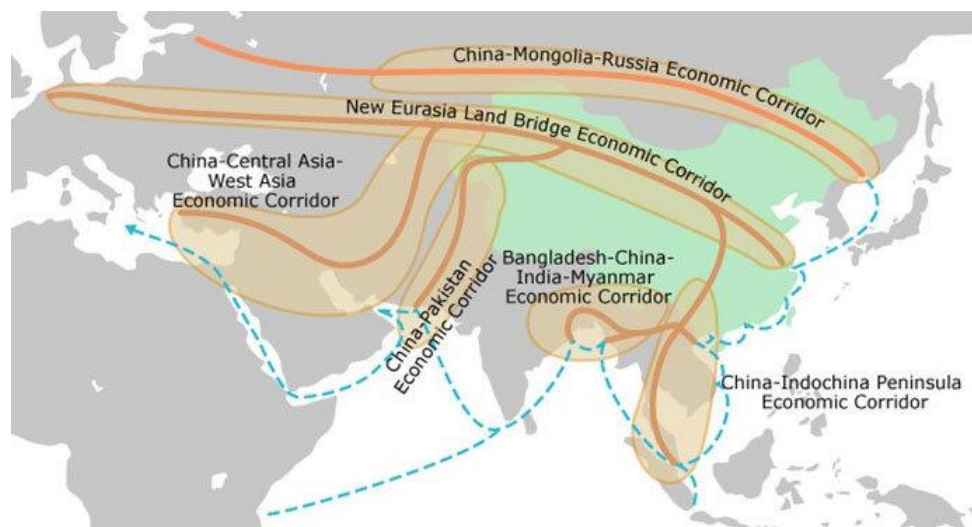 China-Mongolia-Russia Economic Corridor
New Eurasia Land Bridge Economic Corridor
China-Central Asia-
West Asia
Economic Corridor
Bangladesh-China-
India-Myanmar
Economic Corridor
China-Pakistan
Economic Corridor
China-Indochina Peninsula
Economic Corridor